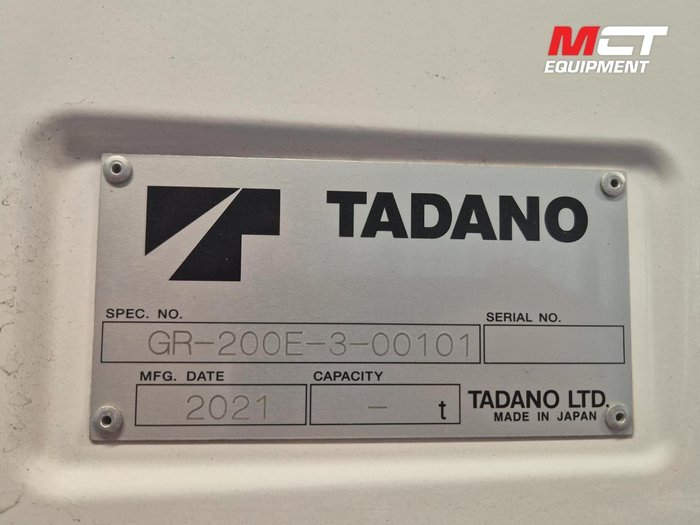 MCT
EQUIPMENT
TADANO
SPEC. NO.
SERIAL NO.
GR-200E-3-00101
MFG. DATE
CAPACITY
2021
- t
TADANO LTD.
MADE IN JAPAN